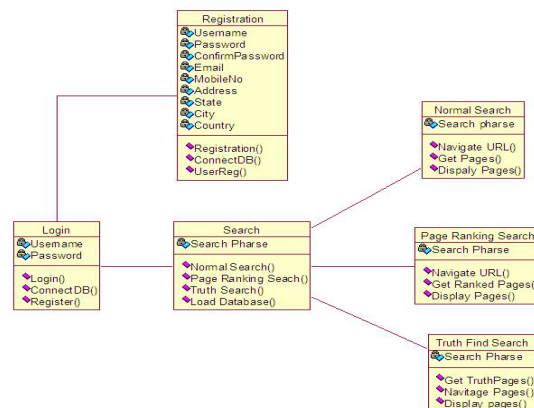 Registration
Username
Password
ConfirmPassword
Email
MobileNo
Address
State
City
Country
Registration()
ConnectDB()
UserReg()
Login
Username
Password
Login()
ConnectDB()
Register()
Search
Search Pharse
Normal Search()
Page Ranking Seach()
Truth Search()
Load Database()
Normal Search
Search pharse
Navigate URL()
Get Pages()
Dispaly Pages()
Page Ranking Search
Search Pharse
Navigate URL()
Get Ranked Pages()
Display Pages()
Truth Find Search
Search Pharse
Get TruthPages()
Navitage Pages()
Display pages()